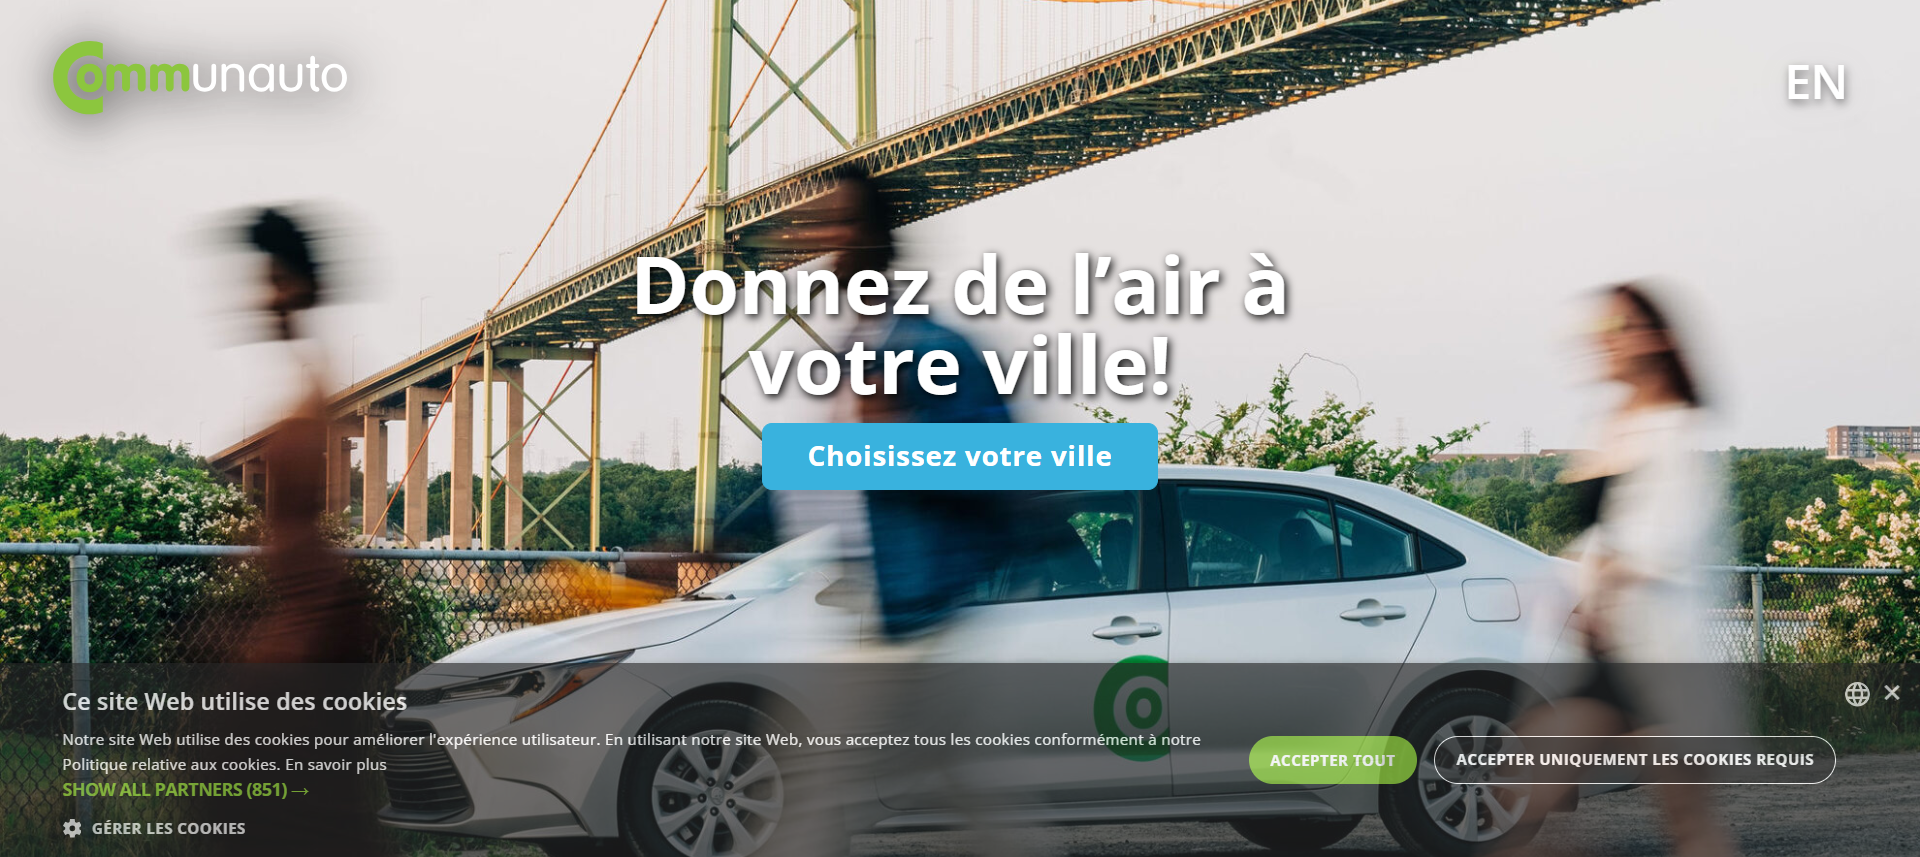 Communauto
EN
Donnez de l’air à
votre ville!
Choisissez votre ville
Ce site Web utilise des cookies
Notre site Web utilise des cookies pour améliorer l'expérience utilisateur. En utilisant notre site Web, vous acceptez tous les cookies conformément à notre
Politique relative aux cookies. En savoir plus
SHOW ALL PARTNERS (851) →
GÉRER LES COOKIES
ACCEPTER TOUT
ACCEPTER UNIQUEMENT LES COOKIES REQUIS